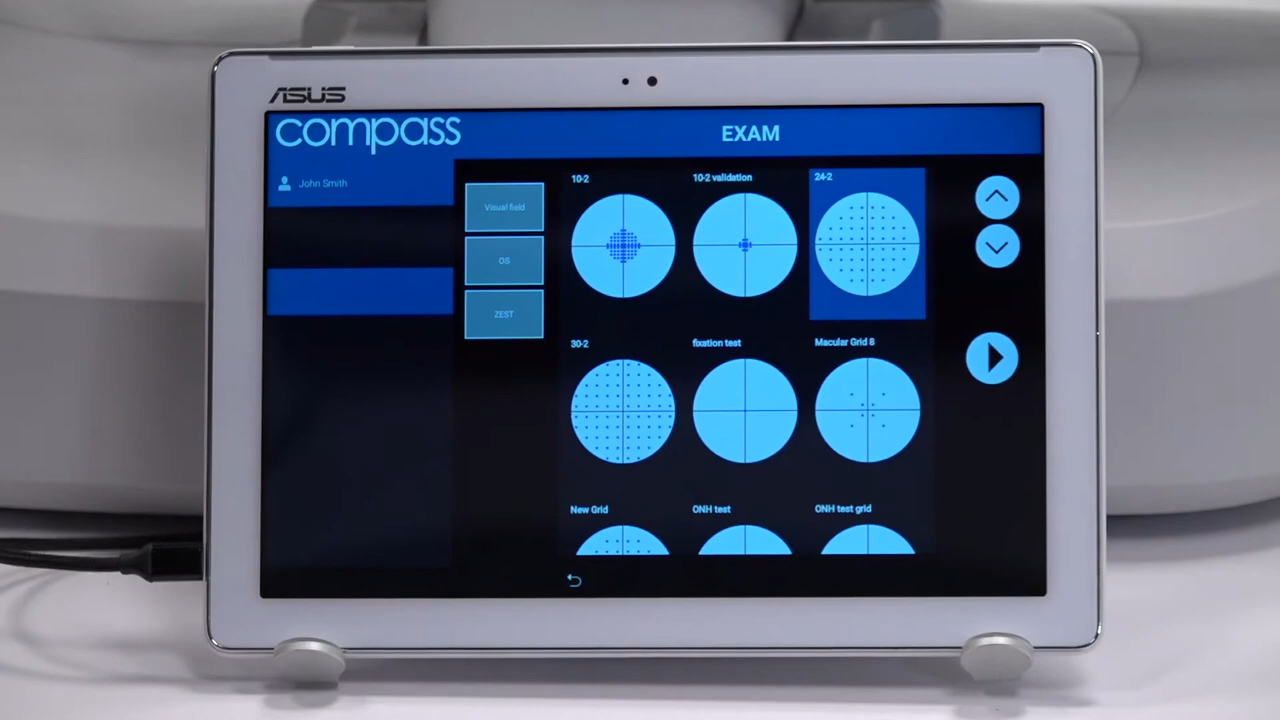 ASUS
compass
EXAM
John Smith
Visual field
OS
ZEST
10-2
10-2 validation
24-2
30-2
fixation test
Macular Grid 8
New Grid
ONH test
ONH test grid